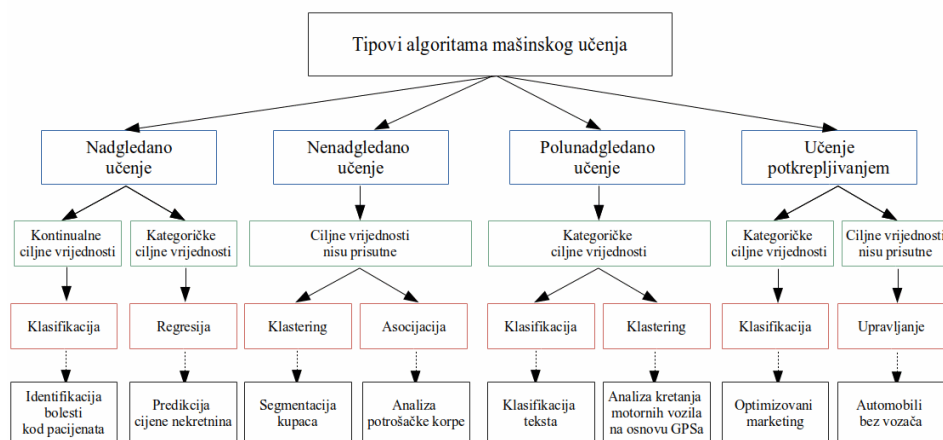 Tipovi algoritama mašinskog učenja
Nadgledano
učenje
Nenadgledano
učenje
Polunadgledano
učenje
Učenje
potkrepljivanjem
Kontinualne
ciljne vrijednosti
Kategoričke
ciljne vrijednosti
Ciljne vrijednosti
nisu prisutne
Kategoričke
ciljne vrijednosti
Kategoričke
ciljne vrijednosti
Ciljne vrijednosti
nisu prisutne
Klasifikacija
Regresija
Klastering
Asocijacija
Klasifikacija
Klastering
Klasifikacija
Upravljanje
Identifikacija
bolesti
kod pacijenata
Predikcija
cijene nekretnina
Segmentacija
kupaca
Analiza
potrošačke korpe
Klasifikacija
teksta
Analiza kretanja
motornih vozila
na osnovu GPSa
Optimizovani
marketing
Automobili
bez vozača